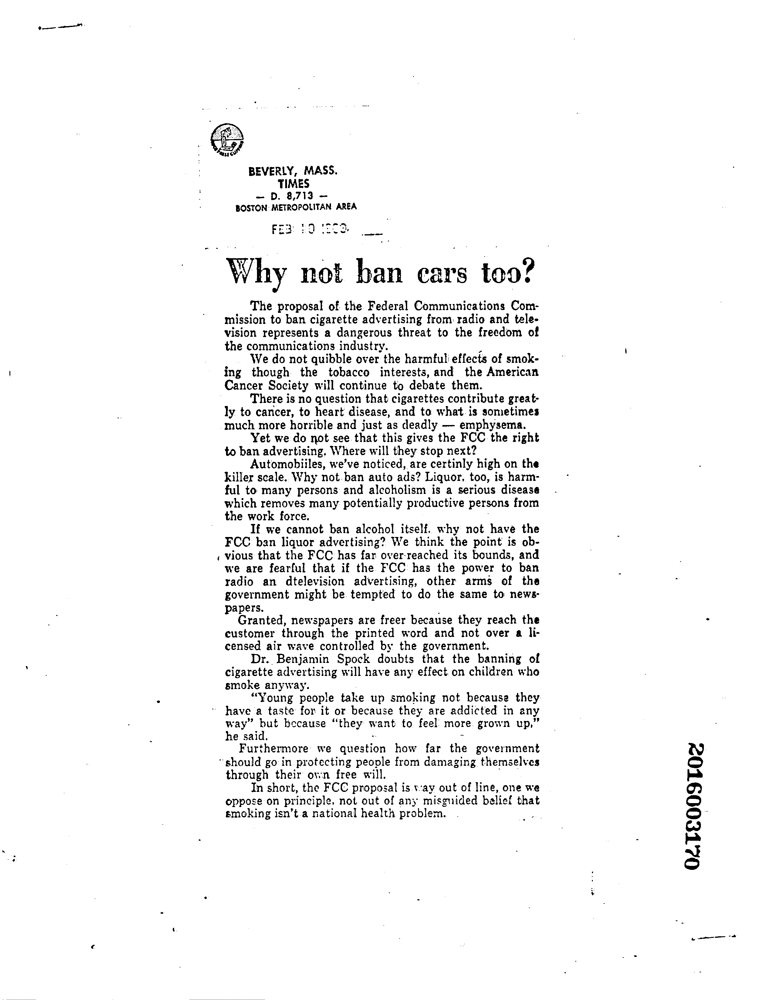 BEVERLY, MASS.
TIMES
— D. 8,713 —
BOSTON METROPOLITAN AREA
FEB 10
Why not ban cars too?
The proposal of the Federal Communications Com-
mission to ban cigarette advertising from radio and tele-
vision represents a dangerous threat to the freedom of
the communications industry.
We do not quibble over the harmful effects of smok-
ing though the tobacco interests, and the American
Cancer Society will continue to debate them.
There is no question that cigarettes contribute great-
ly to cancer, to heart disease, and to what is sometimes
much more horrible and just as deadly — emphysema.
Yet we do not see that this gives the FCC the right
to ban advertising. Where will they stop next?
Automobiiles, we've noticed, are certinly high on the
killer scale. Why not ban auto ads? Liquor, too, is harm-
ful to many persons and alcoholism is a serious disease
which removes many potentially productive persons from
the work force.
If we cannot ban alcohol itself, why not have the
FCC ban liquor advertising? We think the point is ob-
vious that the FCC has far over-reached its bounds, and
we are fearful that if the FCC has the power to ban
radio an dtelevision advertising, other arms of the
government might be tempted to do the same to news-
papers.
Granted, newspapers are freer because they reach the
customer through the printed word and not over a li-
censed air wave controlled by the government.
Dr. Benjamin Spock doubts that the banning of
cigarette advertising will have any effect on children who
smoke anyway.
"Young people take up smoking not because they
have a taste for it or because they are addicted in any
way" but because "they want to feel more grown up,"
he said.
Furthermore we question how far the government
should go in protecting people from damaging themselves
through their own free will.
In short, the FCC proposal is way out of line, one we
oppose on principle, not out of any misguided belief that
smoking isn't a national health problem.
2016003170